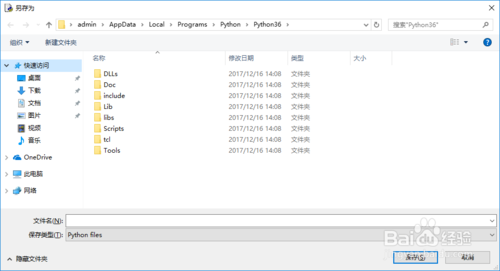 另存为
admin > AppData > Local > Programs > Python > Python36 >
搜索"Python36"
组织 新建文件夹
快速访问
桌面
下载
文档
图片
视频
音乐
OneDrive
此电脑
网络
名称 修改日期 类型 大小
DLLs 2017/12/16 14:08 文件夹
Doc 2017/12/16 14:08 文件夹
include 2017/12/16 14:08 文件夹
Lib 2017/12/16 14:08 文件夹
libs 2017/12/16 14:08 文件夹
Scripts 2017/12/16 14:08 文件夹
tcl 2017/12/16 14:08 文件夹
Tools 2017/12/16 14:08 文件夹
文件名(N):
保存类型(T): Python files
隐藏文件夹
保存(S) 取消
Baidu 经验